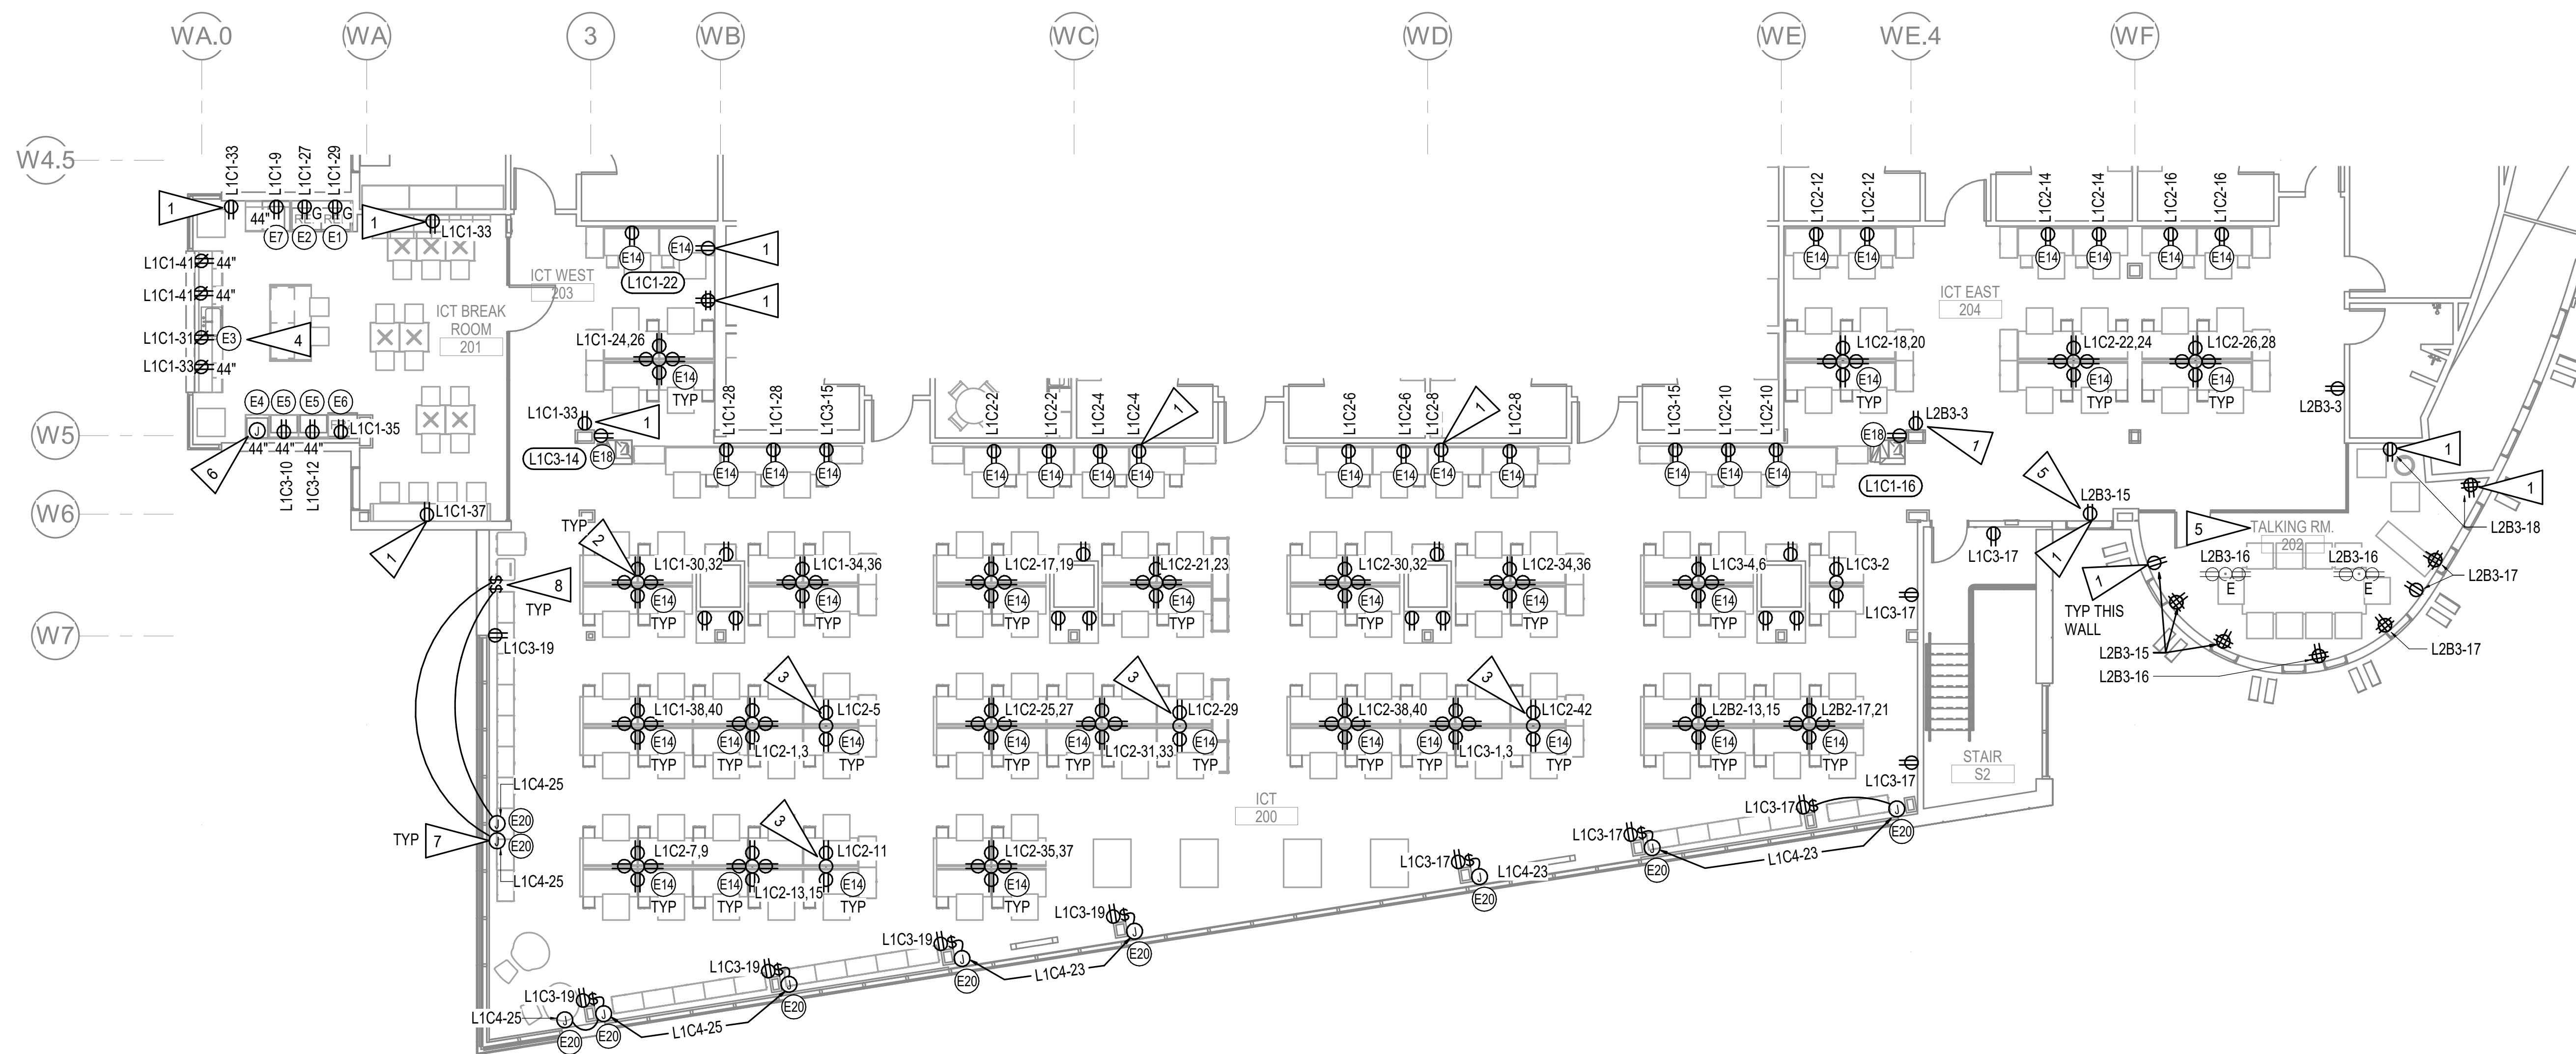 WA.0
WA
3
WB
WC
WD
WE
WE.4
WF
W4.5
W5
W6
W7
L1C1-33
L1C1-9
L1C1-27
L1C1-29
1
44"
G
G
1
E7
E2
E1
L1C1-33
L1C1-41
44"
L1C1-41
44"
L1C1-31
E3
4
L1C1-33
44"
ICT BREAK
ROOM
201
E4
E5
E5
E6
J
L1C1-35
44"
44"
44"
6
L1C3-10
L1C3-12
L1C1-37
1
ICT WEST
203
E14
E14
1
L1C1-22
1
L1C1-24,26
E14
TYP
L1C1-33
1
L1C3-14
E18
L1C1-28
L1C1-28
L1C3-15
E14
E14
E14
L1C2-2
L1C2-2
L1C2-4
L1C2-4
1
E14
E14
E14
E14
L1C2-6
L1C2-6
L1C2-8
L1C2-8
1
E14
E14
E14
E14
L1C3-15
L1C2-10
L1C2-10
E14
E14
E14
L1C2-12
L1C2-12
L1C2-14
L1C2-14
L1C2-16
L1C2-16
E14
E14
E14
E14
E14
E14
ICT EAST
204
L1C2-18,20
E14
TYP
L1C2-22,24
E14
TYP
L1C2-26,28
E14
TYP
L2B3-3
L2B3-3
E18
1
L1C1-16
1
1
5
L2B3-15
1
5
TALKING RM.
202
L2B3-18
L2B3-16
E
L2B3-16
E
L2B3-17
1
TYP THIS
WALL
L2B3-15
L2B3-16
L2B3-17
L1C3-17
L1C3-17
TYP
2
L1C1-30,32
E14
TYP
L1C1-34,36
E14
TYP
L1C2-17,19
E14
TYP
L1C2-21,23
E14
TYP
L1C2-30,32
E14
TYP
L1C2-34,36
E14
TYP
L1C3-4,6
E14
TYP
L1C3-2
$$
8
TYP
L1C3-19
3
L1C1-38,40
E14
TYP
L1C2-1,3
E14
TYP
L1C2-5
E14
TYP
3
L1C2-25,27
E14
TYP
L1C2-31,33
E14
TYP
L1C2-29
E14
TYP
3
L1C2-38,40
E14
TYP
L1C3-1,3
E14
TYP
L1C2-42
E14
TYP
L2B2-13,15
E14
TYP
L2B2-17,21
E14
TYP
L1C3-17
STAIR
S2
L1C4-25
J
E20
TYP
7
J
E20
L1C4-25
3
L1C2-7,9
E14
TYP
L1C2-13,15
E14
TYP
L1C2-11
E14
TYP
L1C2-35,37
E14
TYP
ICT
200
L1C3-17
$
J
E20
L1C3-17
$
J
E20
L1C4-23
L1C3-17
$
J
L1C4-23
E20
L1C3-19
$
J
E20
L1C4-23
L1C3-19
$
J
E20
L1C3-19
$
J
E20
L1C4-25
L1C3-19
$
J
E20
L1C4-25
J
E20